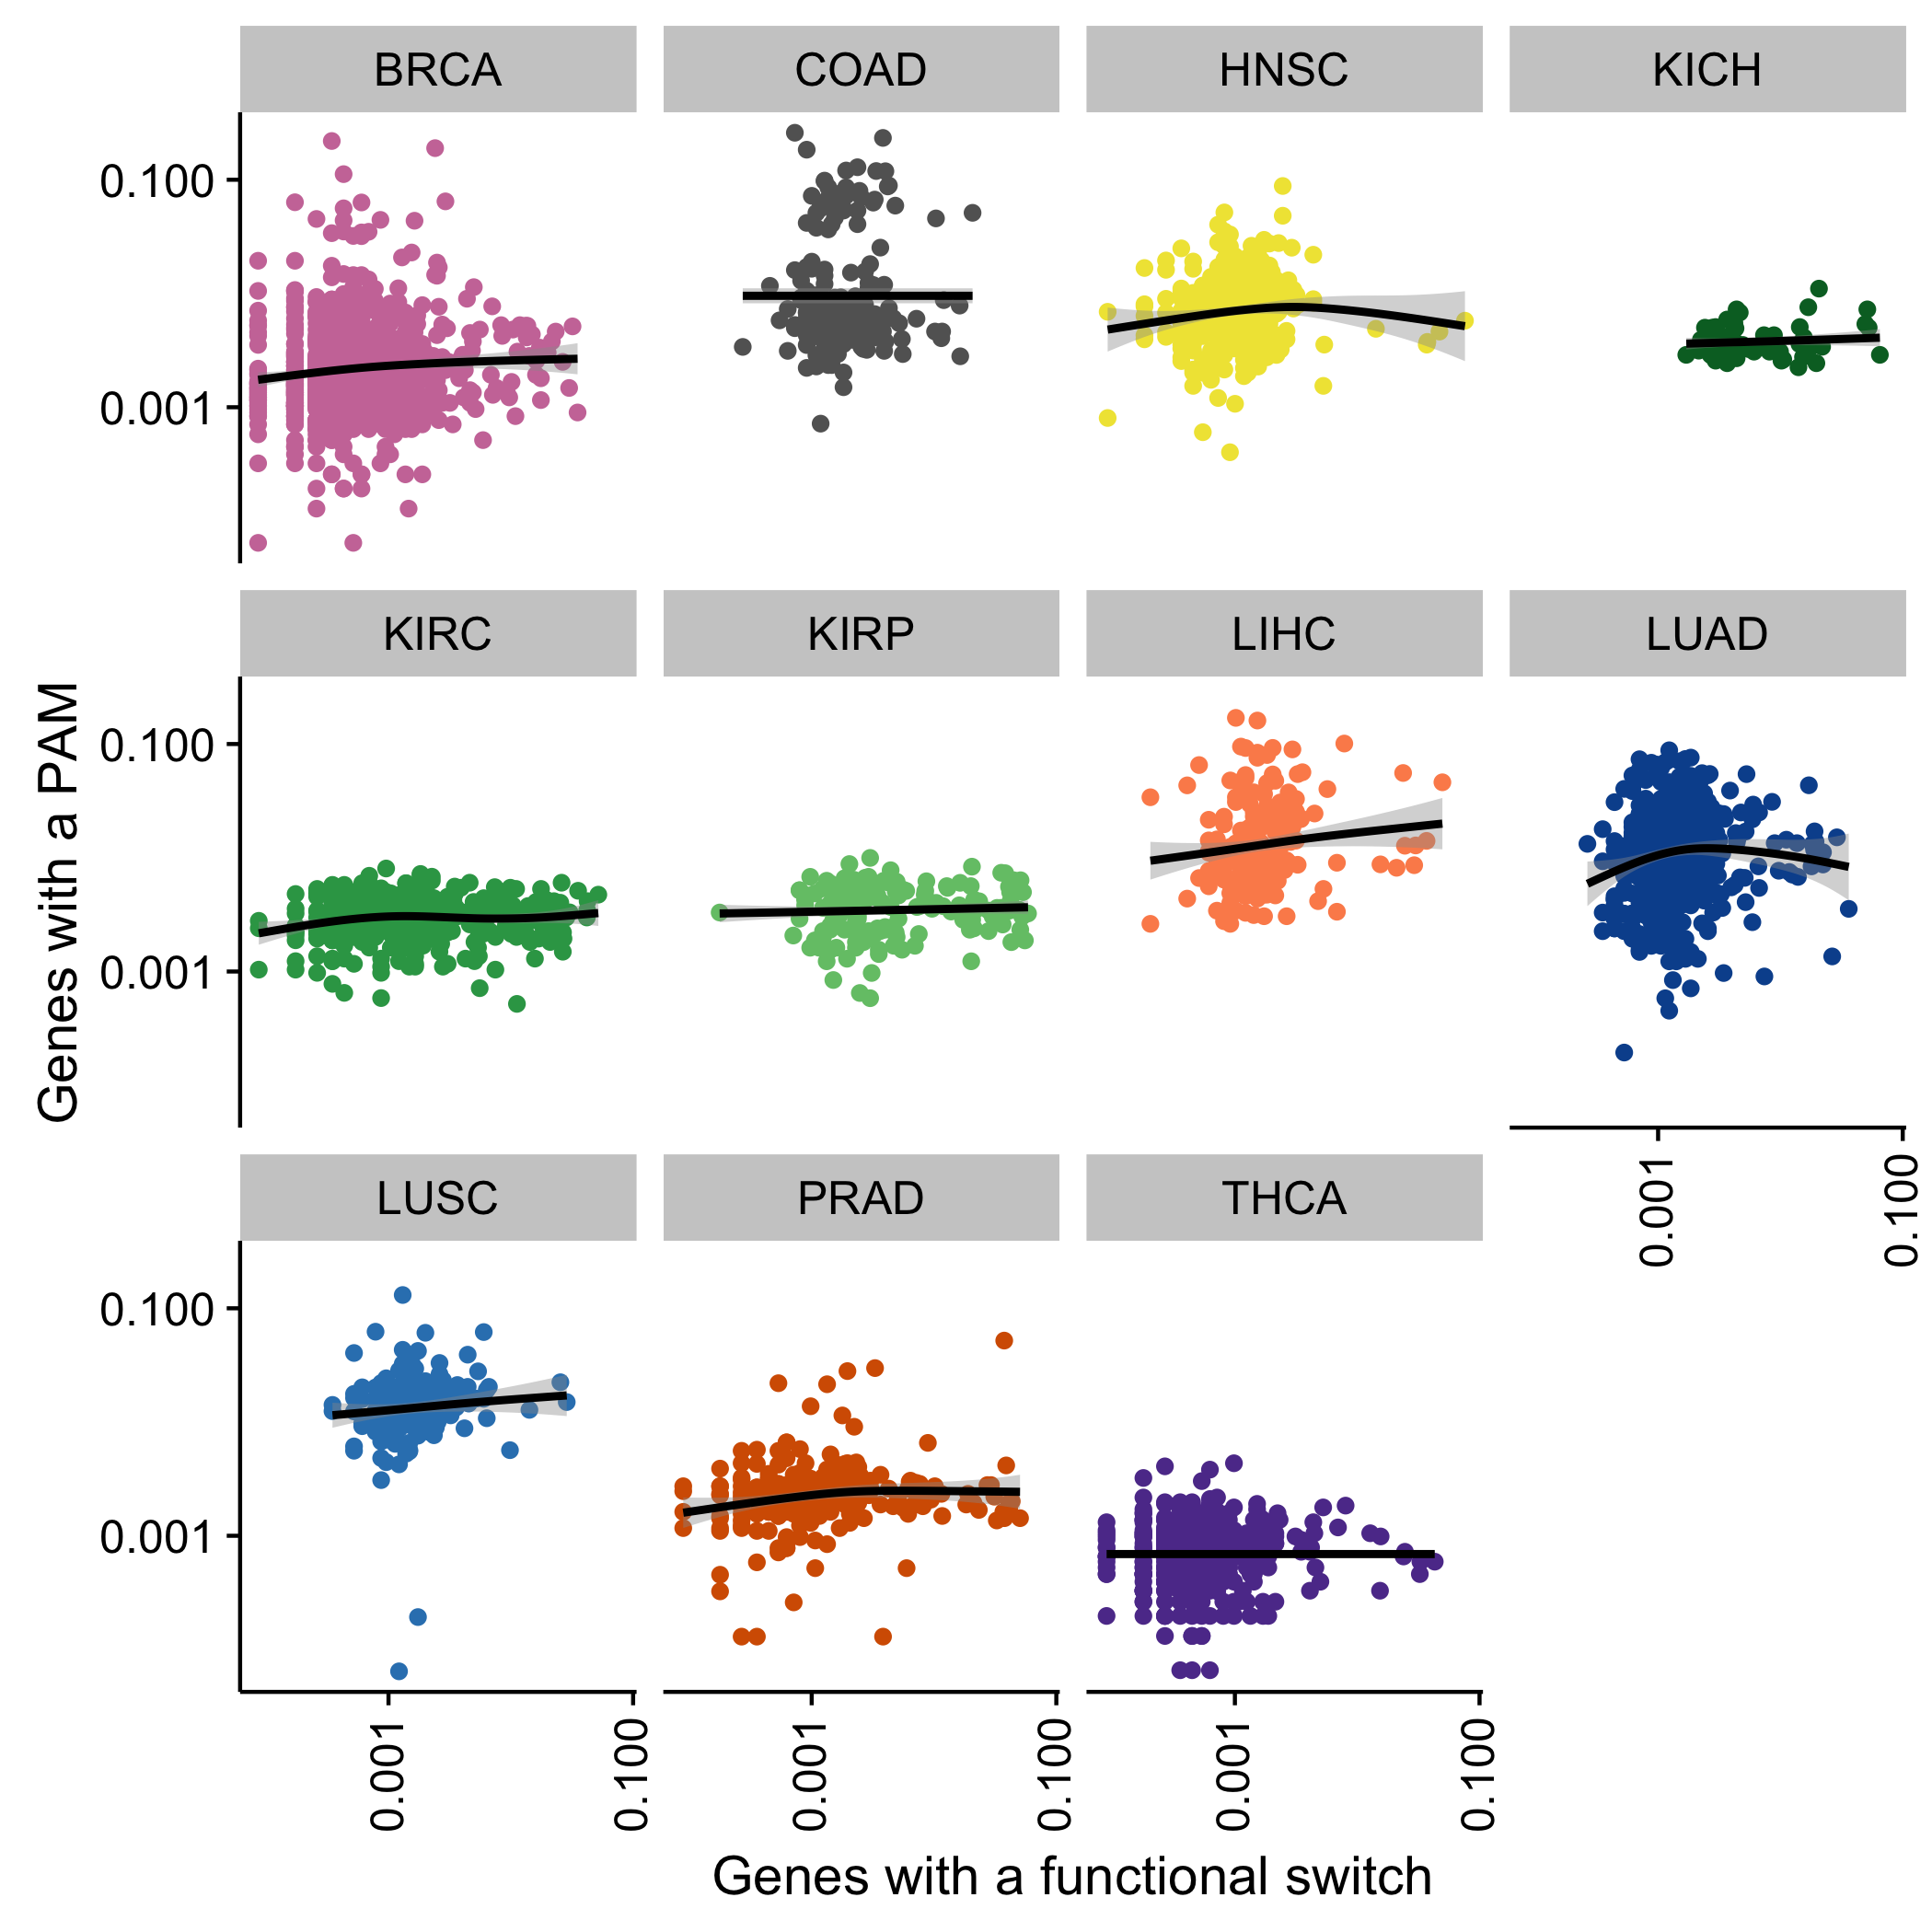 BRCA
COAD
HNSC
KICH
0.100
0.001
KIRC
KIRP
LIHC
LUAD
Genes with a PAM
0.100
0.001
0.001
0.100
LUSC
PRAD
THCA
0.100
0.001
0.001
0.100
0.001
0.100
0.001
0.100
Genes with a functional switch